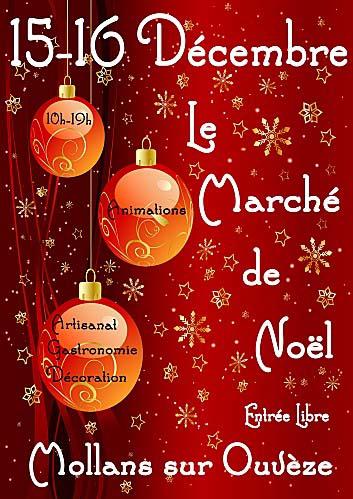 15-16 Décembre
10h-19h
Le
Marché
de
Noël
Animations
Artisanat
Gastronomie
Décoration
Entrée Libre
Mollans sur Ouvèze